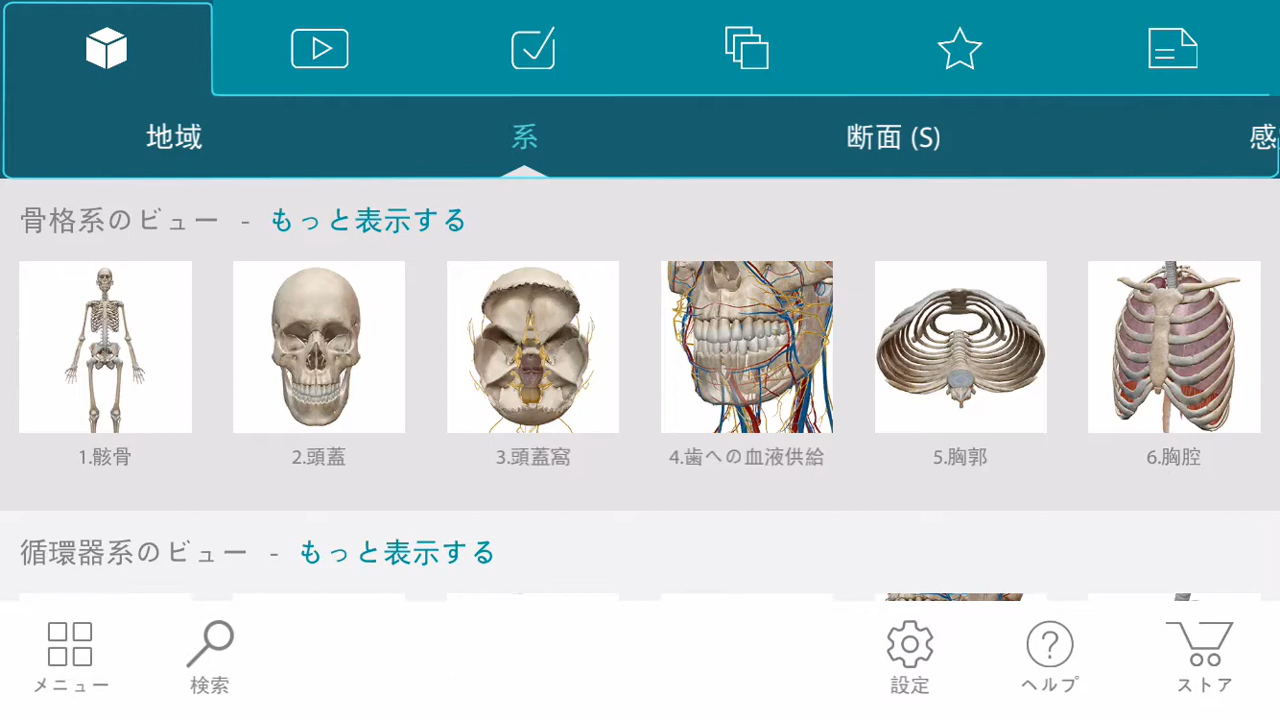 地域
系
断面 (S)
感
骨格系のビュー - もっと表示する
1.骸骨
2.頭蓋
3.頭蓋窩
4.歯への血液供給
5.胸郭
6.胸腔
循環器系のビュー - もっと表示する
メニュー
検索
設定
ヘルプ
ストア